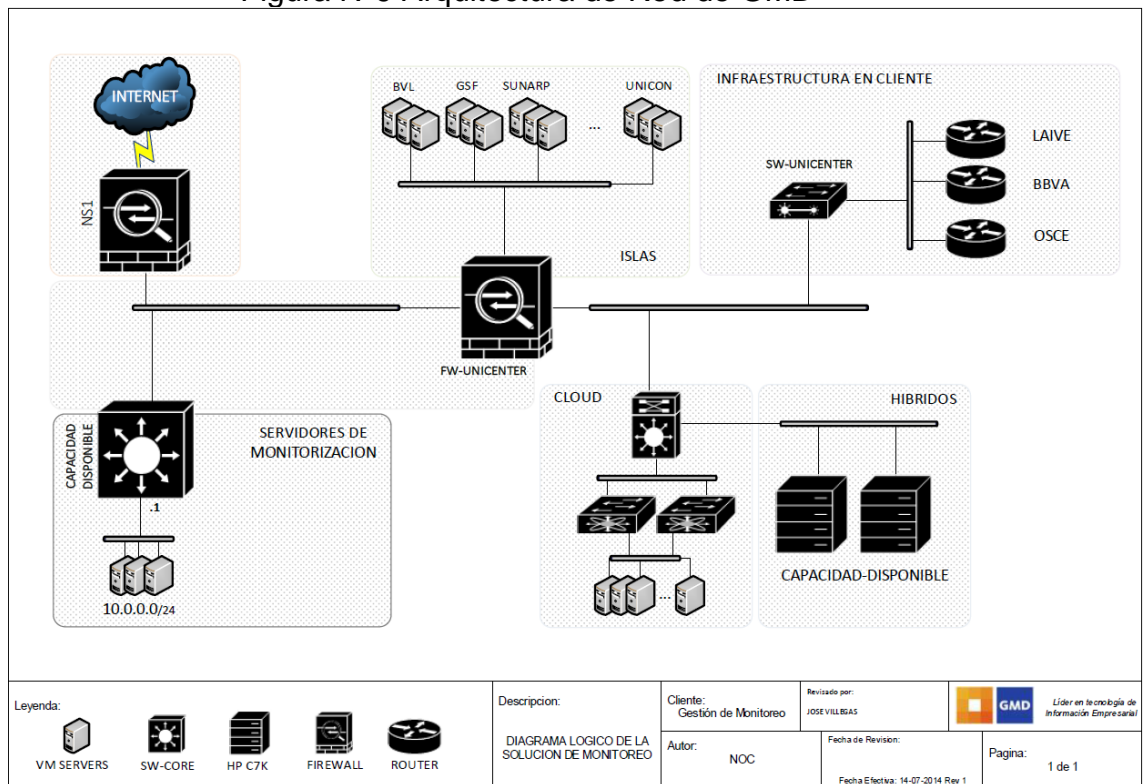 INTERNET
NS1
BVL
GSF
SUNARP
...
UNICON
ISLAS
INFRAESTRUCTURA EN CLIENTE
SW-UNICENTER
LAIVE
BBVA
OSCE
FW-UNICENTER
CAPACIDAD
DISPONIBLE
SERVIDORES DE
MONITORIZACION
.1
10.0.0.0/24
CLOUD
...
HIBRIDOS
CAPACIDAD-DISPONIBLE
Leyenda:
VM SERVERS
SW-CORE
HP C7K
FIREWALL
ROUTER
Descripcion:
DIAGRAMA LOGICO DE LA
SOLUCION DE MONITOREO
Cliente:
Gestión de Monitoreo
Autor:
NOC
Revisado por:
JOSE VILLEGAS
Fecha de Revision:
Fecha Efectiva: 14-07-2014 Rev 1
GMD
Líder en tecnología de
Información Empresarial
Pagina:
1 de 1